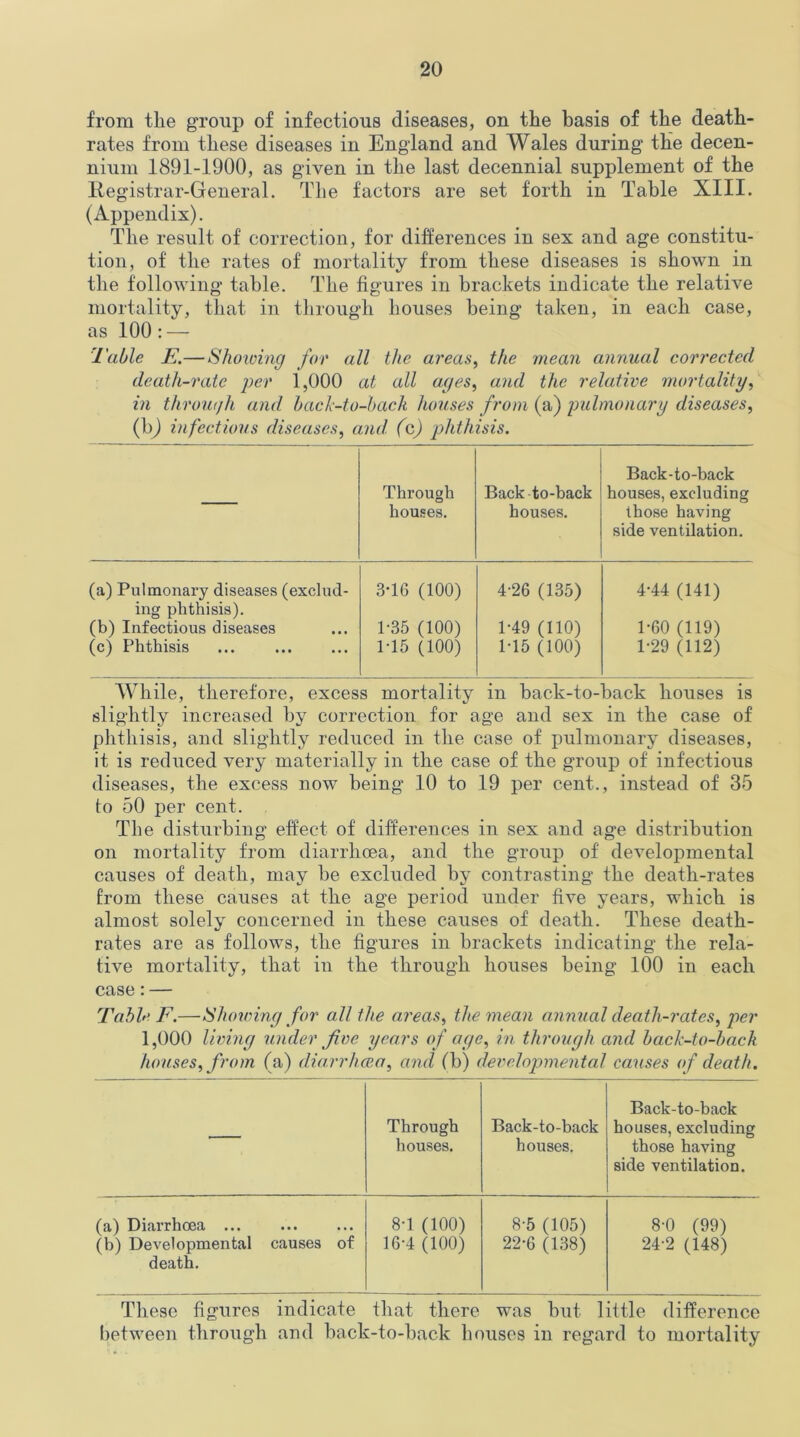 20
from the group of infectious diseases, on the basis of the death-
rates from these diseases in England and Wales during the decen-
nium 1891-1900, as given in the last decennial supplement of the
Registrar-General. The factors are set forth in Table XIII.
(Appendix).
The result of correction, for differences in sex and age constitu-
tion, of the rates of mortality from these diseases is shown in
the following table. The figures in brackets indicate the relative
mortality, that in through houses being taken, in each case,
as 100:—
Table E.—Showing for all the areas, the mean annual corrected
death-rate per 1,000 at all ages, and the relative mortality,
in through and back-to-back houses from (a) pulmonary diseases,
(b) infectious diseases, and (c) phthisis.
— Through houses. Back to-back houses. Back-to-back houses, excluding those having side ventilation.
(a) Pulmonary diseases (exclud- 3·16 (100) 4·26 (135) 4·44 (141)
ing phthisis).
(b) Infectious diseases ... 1·35 (100) 1·49 (110) 1·60 (119)
(c) Phthisis ... ... ... 1·15 (100) 1·15 (100) 1·29 (112)
While, therefore, excess mortality in back-to-back houses is
slightly increased by correction for age and sex in the case of
phthisis, and slightly reduced in the case of pulmonary diseases,
it is reduced very materially in the case of the group of infectious
diseases, the excess now being 10 to 19 per cent., instead of 35
to 50 per cent.
The disturbing effect of differences in sex and age distribution
on mortality from diarrhœa, and the group of developmental
causes of death, may be excluded by contrasting the death-rates
from these causes at the age period under five years, which is
almost solely concerned in these causes of death. These death-
rates are as follows, the figures in brackets indicating the rela-
tive mortality, that in the through houses being 100 in each
case:—
Table F.—Showing for all the areas, the mean annual death-rates, per
1,000 living under five years of age, in through and back-to-back
houses, from (a) diarrhœa, and (b) developmental causes of death.
— Through houses. Back-to-back houses. Back-to-back houses, excluding those having side ventilation.
(a) Diarrhœa ... ... ... 8·1 (100) 8·5 (105) 8·0 (99)
(b) Developmental causes of 16·4 (100) 22·6 (138) 24·2 (148)
death.
These figures indicate that there was but little difference
between through and back-to-back houses in regard to mortality